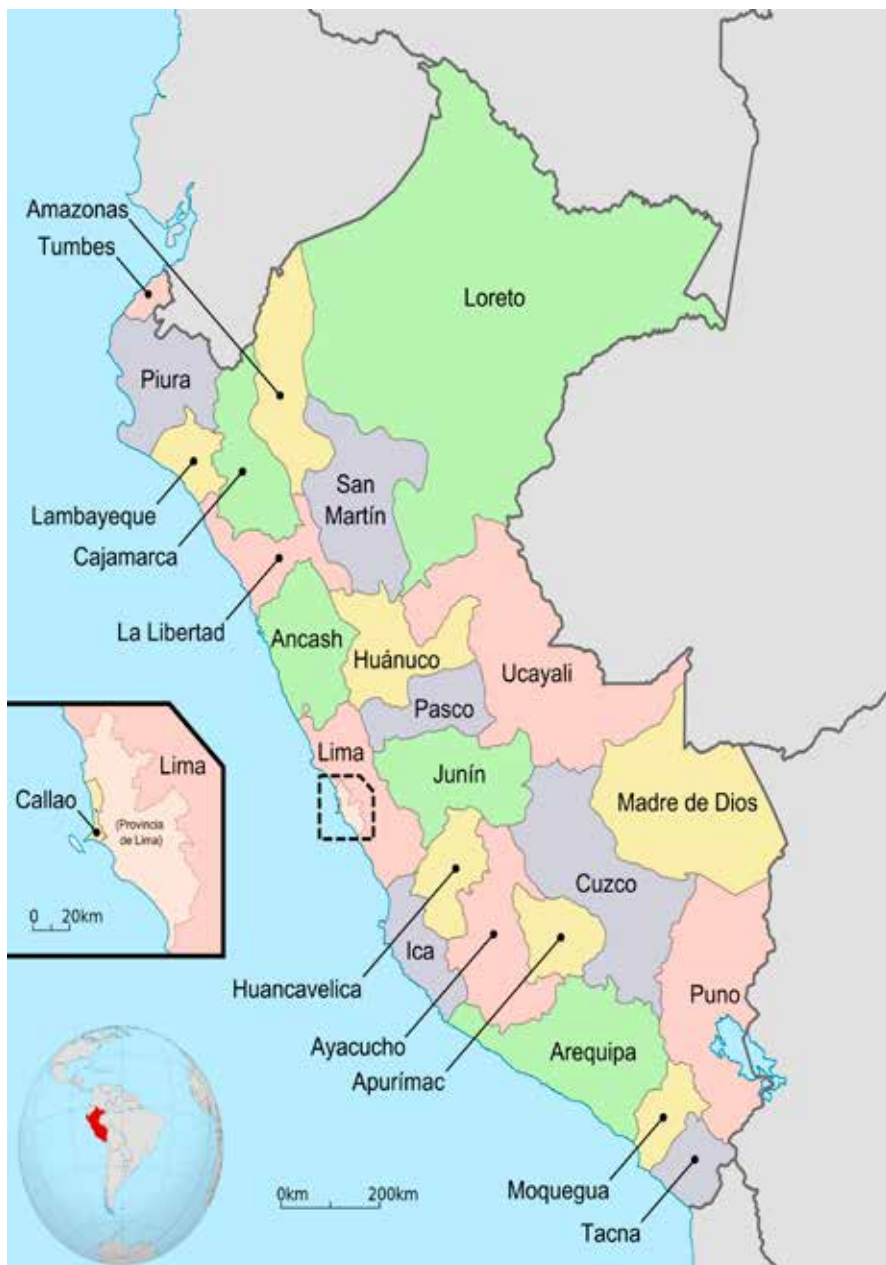 Amazonas
Tumbes
Loreto
Piura
San
Martín
Lambayeque
Cajamarca
La Libertad
Ancash
Huánuco
Ucayali
Pasco
Lima
Junín
Madre de Dios
Cuzco
Ica
Puno
Huancavelica
Ayacucho
Apurímac
Arequipa
Moquegua
Tacna
Lima
Callao
(Provincia
de Lima)
0 20km
0km 200km